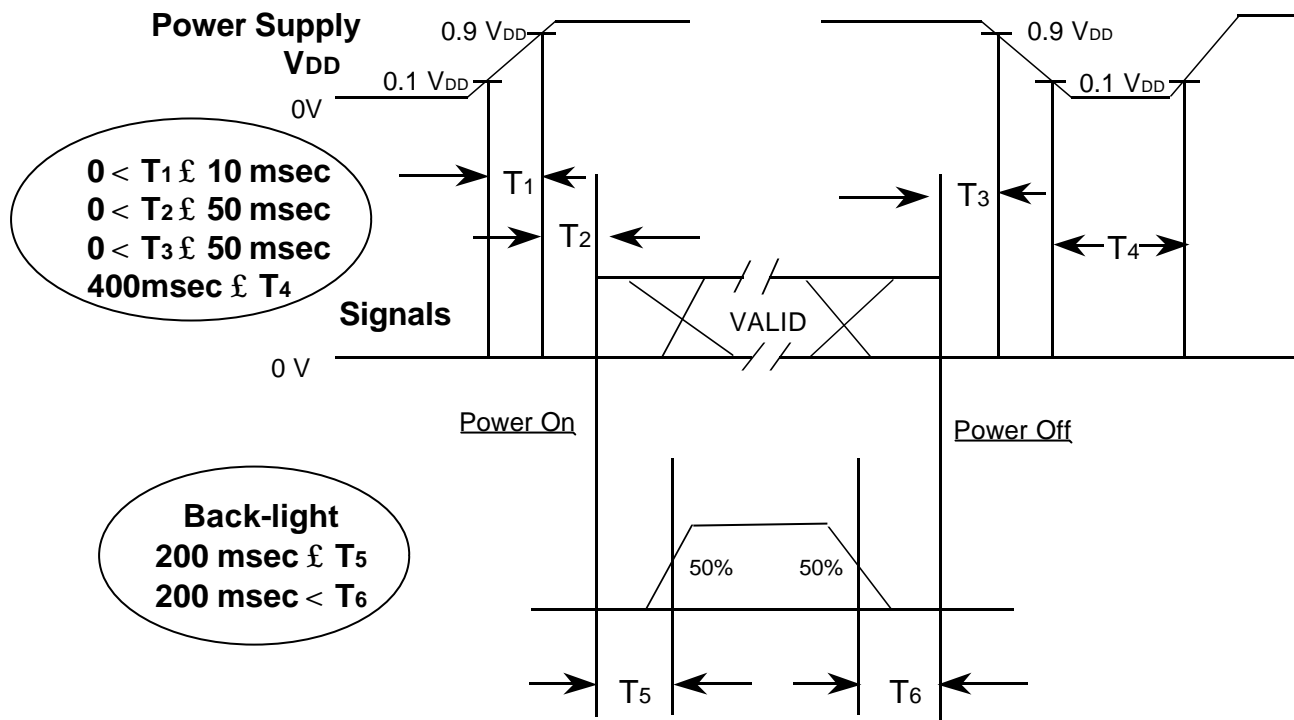 Power Supply
VDD
0.9 VDD
0.1 VDD
0V
0.9 VDD
0.1 VDD
0 < T1 £ 10 msec
0 < T2 £ 50 msec
0 < T3 £ 50 msec
400msec £ T4
T1
T2
T3
T4
Signals
VALID
0 V
Power On
Power Off
Back-light
200 msec £ T5
200 msec < T6
50%
50%
T5
T6